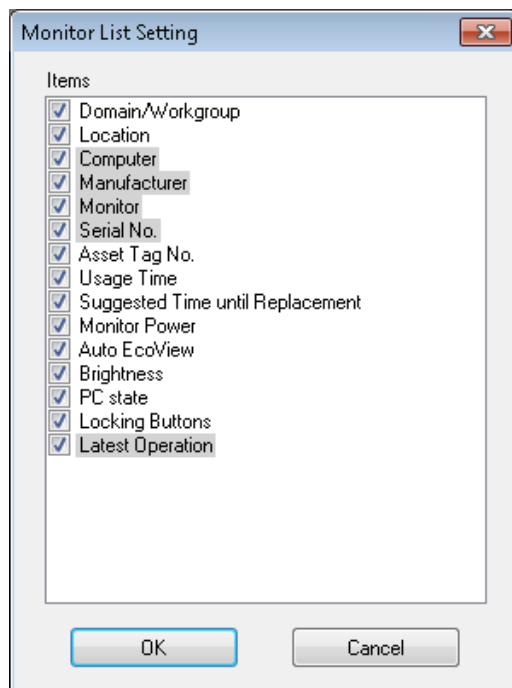 Monitor List Setting
Items
Domain/Workgroup
Location
Computer
Manufacturer
Monitor
Serial No.
Asset Tag No.
Usage Time
Suggested Time until Replacement
Monitor Power
Auto EcoView
Brightness
PC state
Locking Buttons
Latest Operation
OK
Cancel